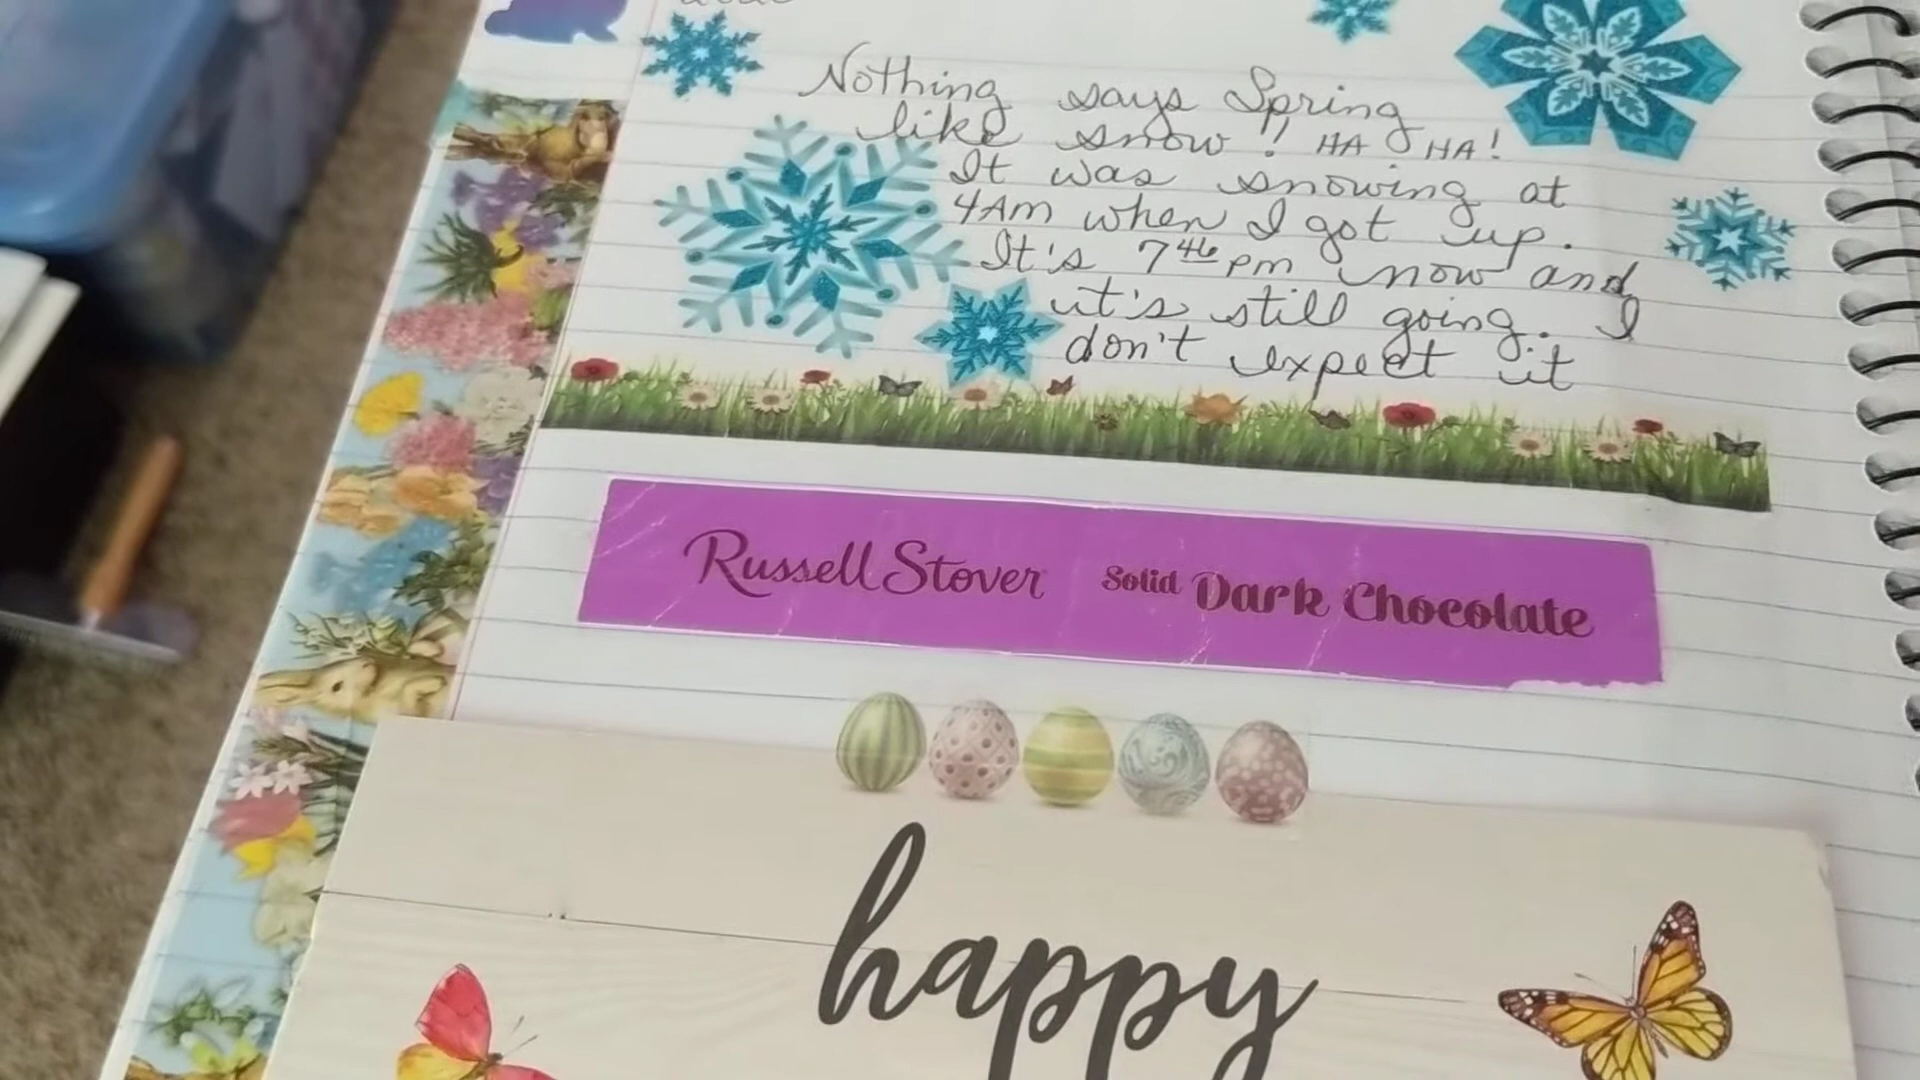 Nothing says Spring
like snow! HA HA!
It was snowing at
4AM when I got up.
It's 746 pm now and
it's still going. I
don't expect it
Russell Stover Solid Dark Chocolate
happy